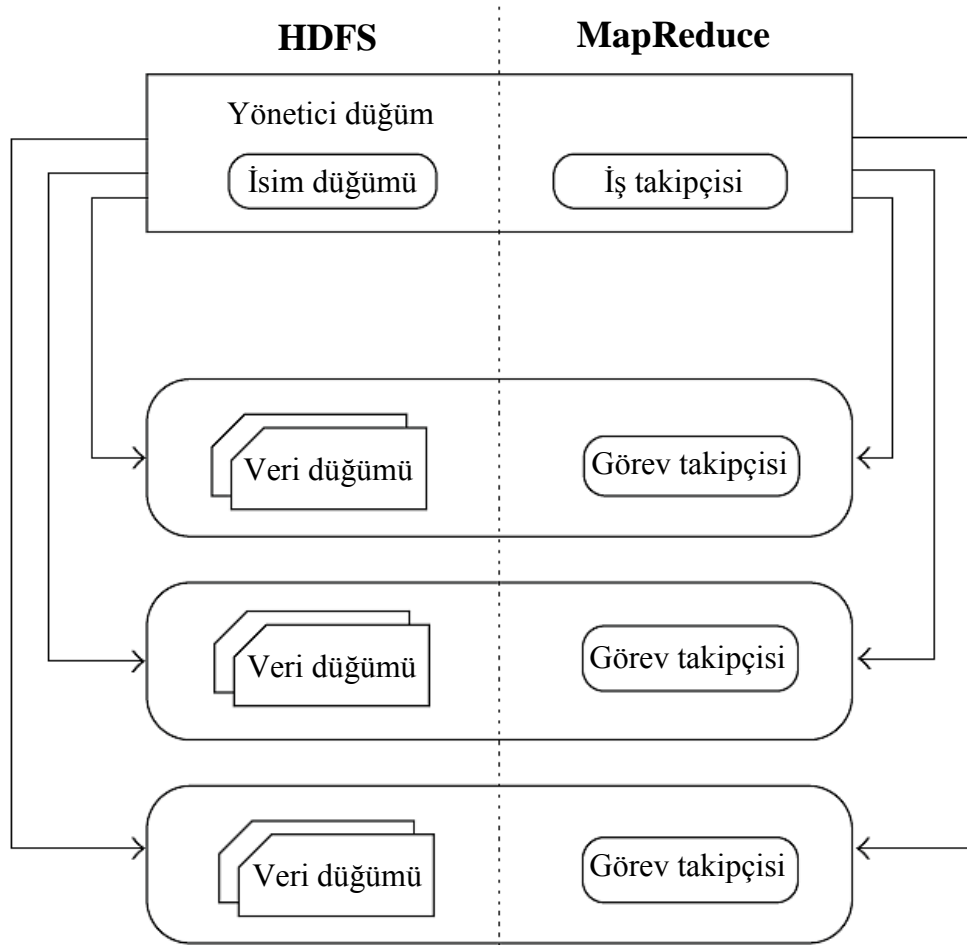 HDFS
MapReduce
Yönetici düğüm
İsim düğümü
İş takipçisi
Veri düğümü
Görev takipçisi
Veri düğümü
Görev takipçisi
Veri düğümü
Görev takipçisi